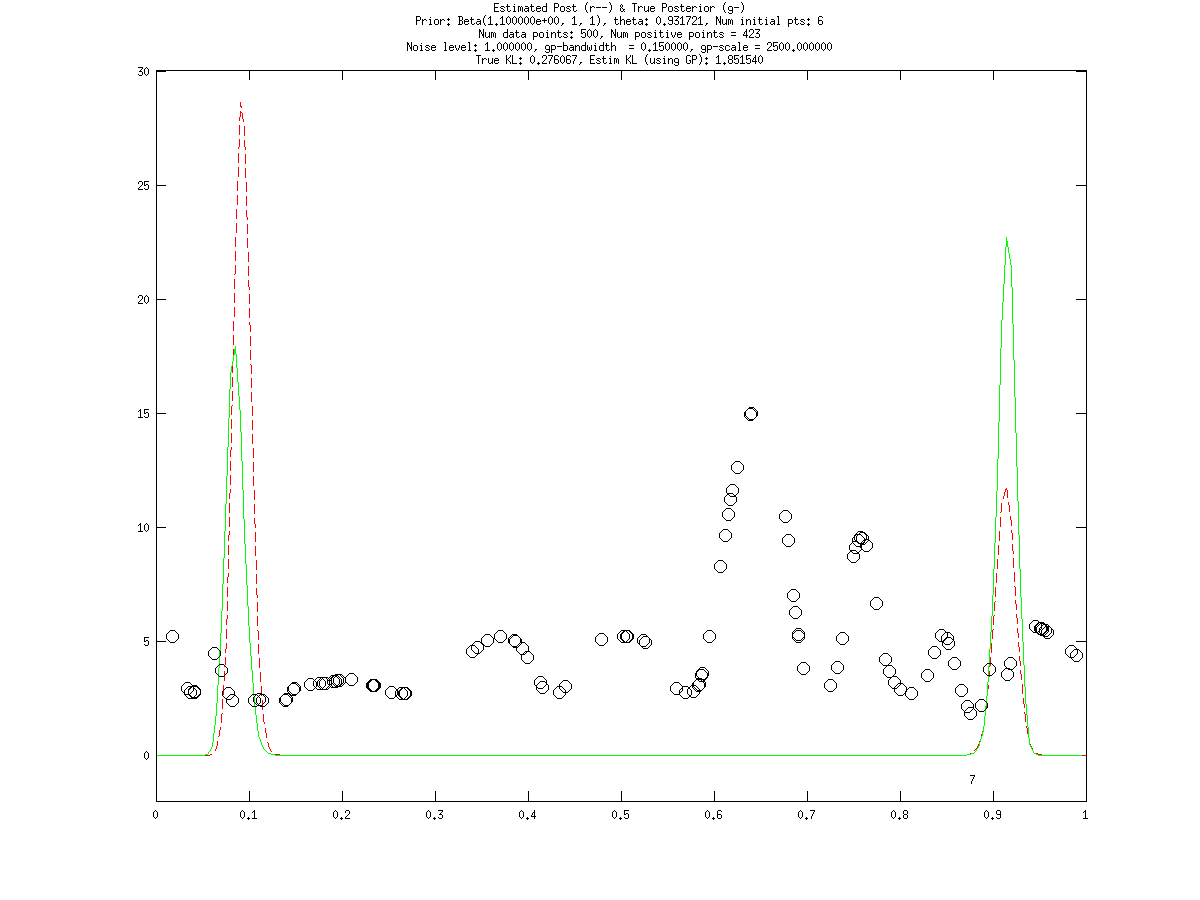 Estimated Post (r--) & True Posterior (g-)
Prior: Beta(1.100000e+00, 1, 1), theta: 0.931721, Num initial pts: 6
Num data points: 500, Num positive points = 423
Noise level: 1.000000, gp-bandwidth  = 0.150000, gp-scale = 2500.000000
True KL: 0.276067, Estim KL (using GP): 1.851540
30
25
20
15
10
5
0
7
0 0.1 0.2 0.3 0.4 0.5 0.6 0.7 0.8 0.9 1